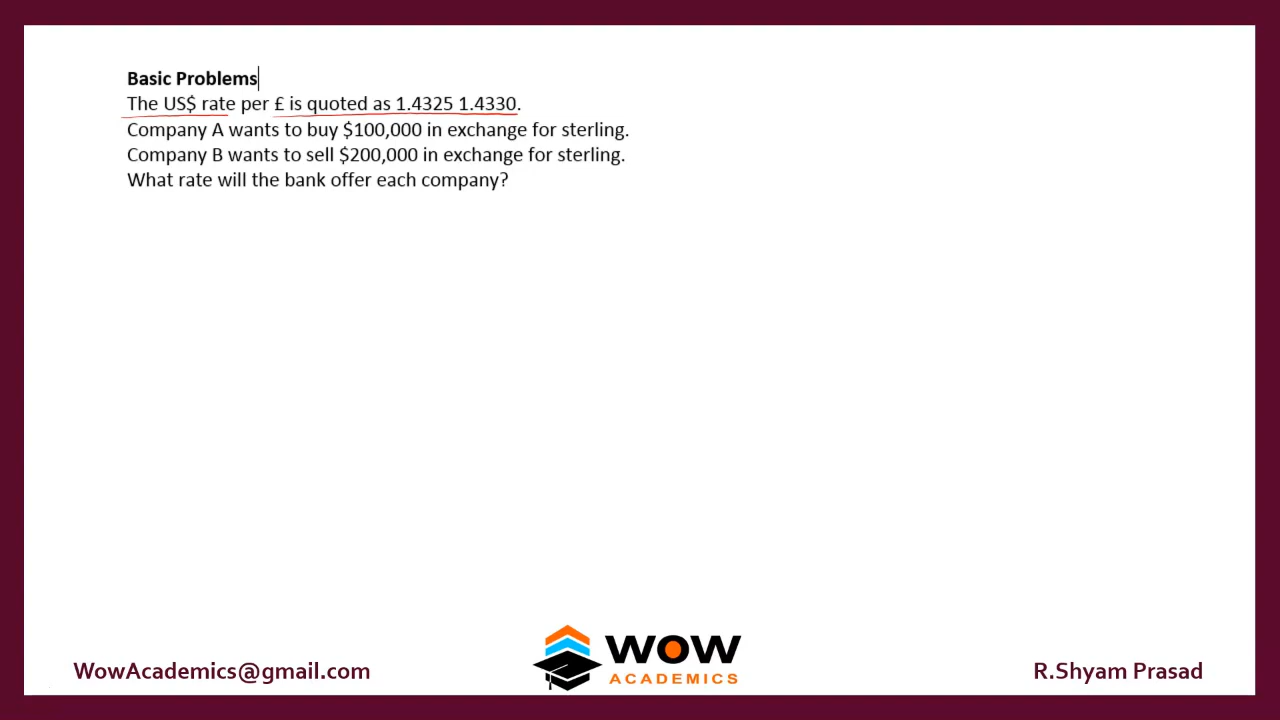 Basic Problems
The US$ rate per £ is quoted as 1.4325 1.4330.
Company A wants to buy $100,000 in exchange for sterling.
Company B wants to sell $200,000 in exchange for sterling.
What rate will the bank offer each company?
WowAcademics@gmail.com
WOW
ACADEMICS
R.Shyam Prasad